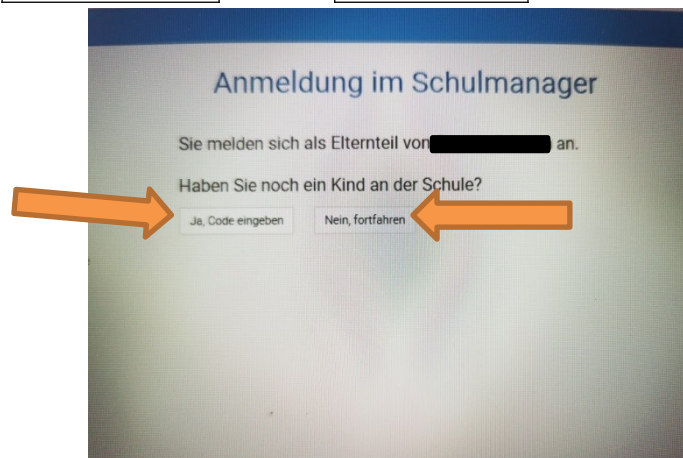 Anmeldung im Schulmanager
Sie melden sich als Elternteil von an.
Haben Sie noch ein Kind an der Schule?
Ja, Code eingeben Nein, fortfahren